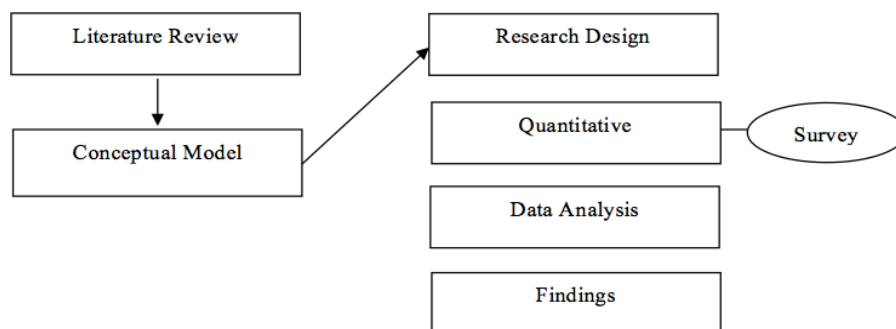 Literature Review
Conceptual Model
Research Design
Quantitative
Survey
Data Analysis
Findings